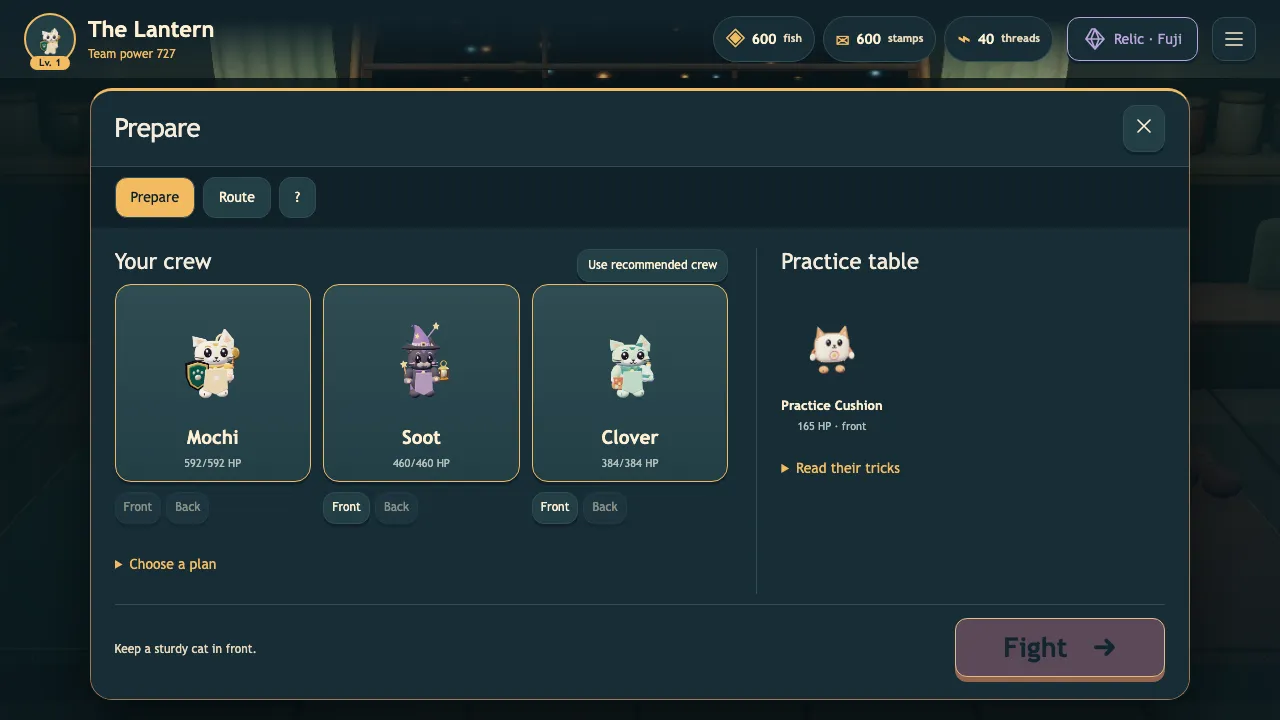 The Lantern
Team power 727
Lv. 1
600 fish
600 stamps
40 threads
Relic · Fuji
Prepare
Prepare
Route
?
Your crew
Use recommended crew
Practice table
Mochi
592/592 HP
Soot
460/460 HP
Clover
384/384 HP
Practice Cushion
165 HP · front
Read their tricks
Front
Back
Front
Back
Front
Back
Choose a plan
Keep a sturdy cat in front.
Fight